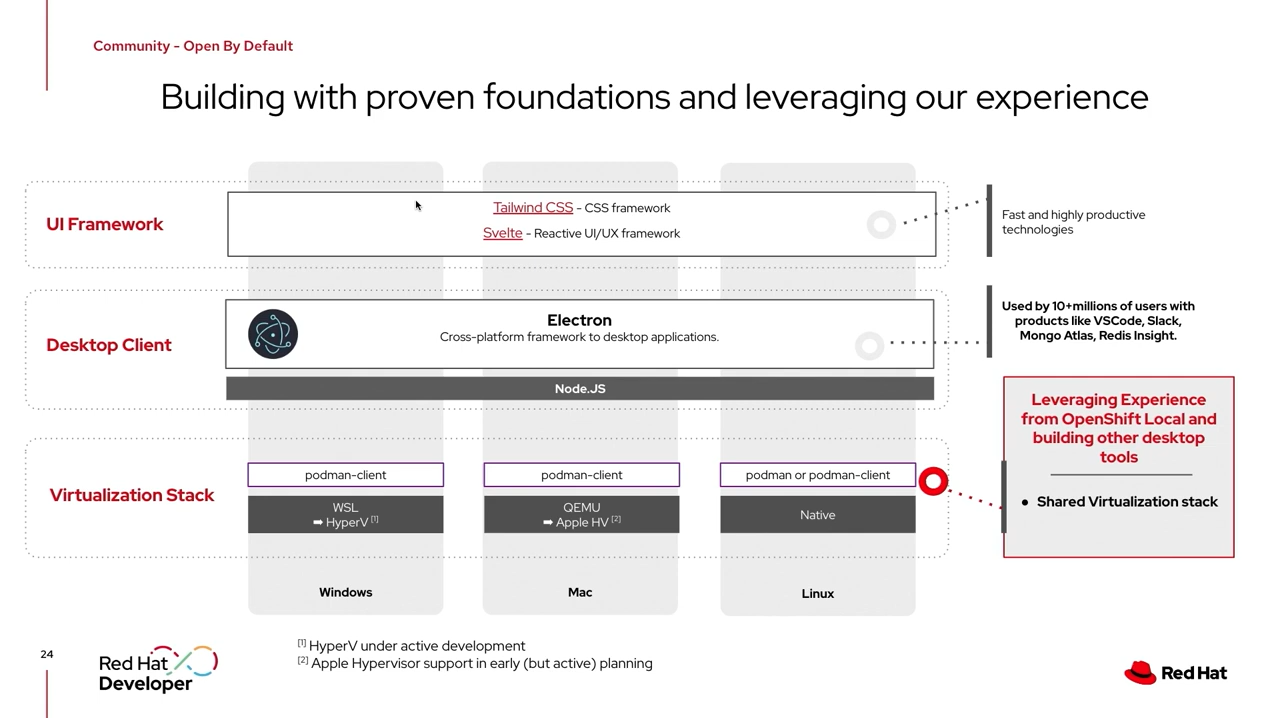 Community - Open By Default
Building with proven foundations and leveraging our experience
UI Framework
Tailwind CSS - CSS framework
Svelte - Reactive UI/UX framework
Fast and highly productive
technologies
Desktop Client
Electron
Cross-platform framework to desktop applications.
Node.JS
Used by 10+millions of users with
products like VSCode, Slack,
Mongo Atlas, Redis Insight.
Leveraging Experience
from OpenShift Local and
building other desktop
tools
● Shared Virtualization stack
Virtualization Stack
podman-client
podman-client
podman or podman-client
WSL
➡ HyperV [1]
QEMU
➡ Apple HV [2]
Native
Windows
Mac
Linux
[1] HyperV under active development
[2] Apple Hypervisor support in early (but active) planning
24
Red Hat
Developer
Red Hat